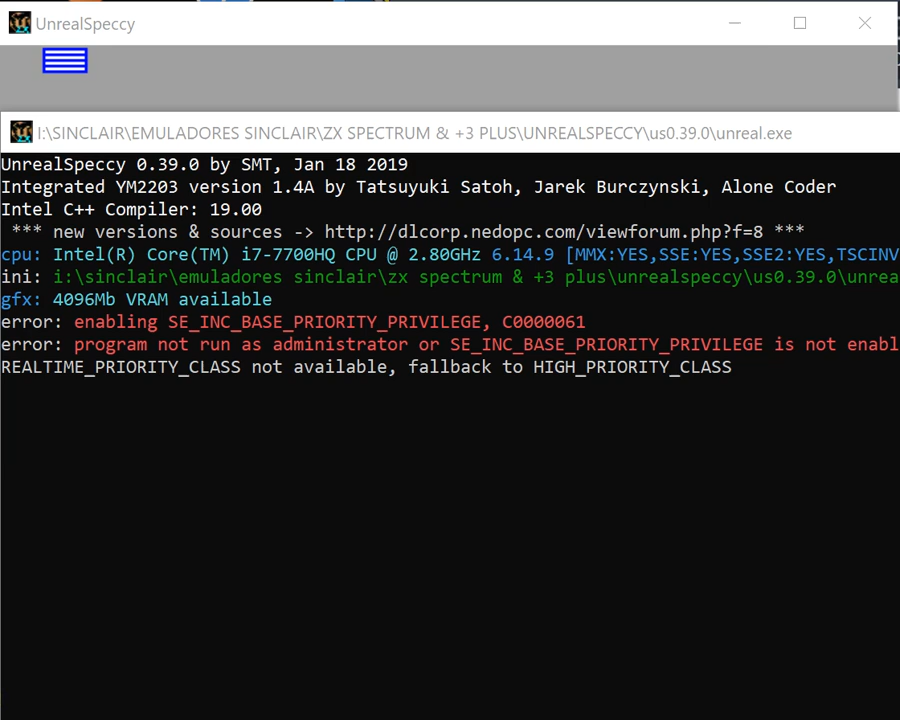 UnrealSpeccy
I:\SINCLAIR\EMULADORES SINCLAIR\ZX SPECTRUM & +3 PLUS\UNREALSPECCY\us0.39.0\unreal.exe
UnrealSpeccy 0.39.0 by SMT, Jan 18 2019
Integrated YM2203 version 1.4A by Tatsuyuki Satoh, Jarek Burczynski, Alone Coder
Intel C++ Compiler: 19.00
*** new versions & sources -> http://dlcorp.nedopc.com/viewforum.php?f=8 ***
cpu: Intel(R) Core(TM) i7-7700HQ CPU @ 2.80GHz 6.14.9 [MMX:YES,SSE:YES,SSE2:YES,TSCINV
ini: i:\sinclair\emuladores sinclair\zx spectrum & +3 plus\unrealspeccy\us0.39.0\unrea
gfx: 4096Mb VRAM available
error: enabling SE_INC_BASE_PRIORITY_PRIVILEGE, C0000061
error: program not run as administrator or SE_INC_BASE_PRIORITY_PRIVILEGE is not enabl
REALTIME_PRIORITY_CLASS not available, fallback to HIGH_PRIORITY_CLASS